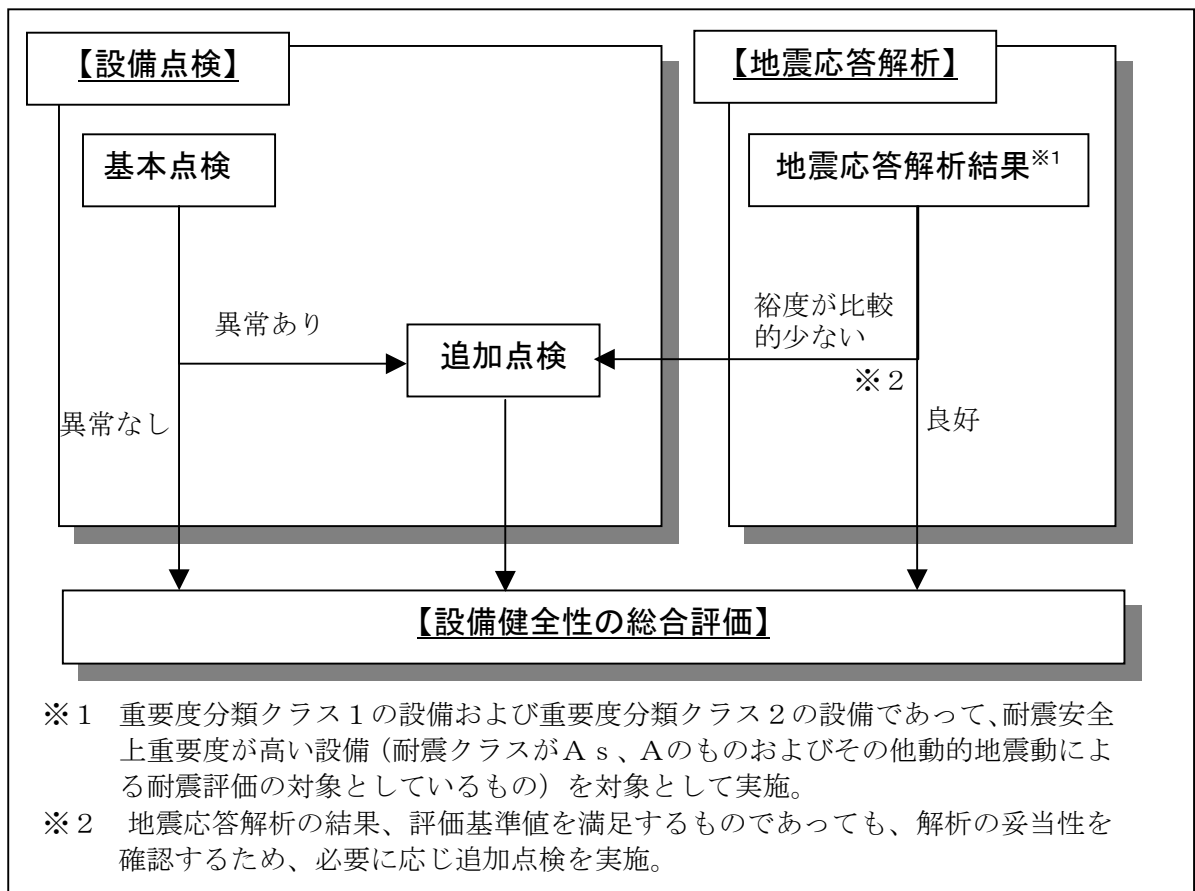 【設備点検】
【地震応答解析】
基本点検
地震応答解析結果※1
異常あり
追加点検
裕度が比較
的少ない
※２
異常なし
良好
【設備健全性の総合評価】
※１　重要度分類クラス１の設備および重要度分類クラス２の設備であって、耐震安全
上重要度が高い設備（耐震クラスがＡｓ、Ａのものおよびその他動的地震動によ
る耐震評価の対象としているもの）を対象として実施。
※２　地震応答解析の結果、評価基準値を満足するものであっても、解析の妥当性を
確認するため、必要に応じ追加点検を実施。